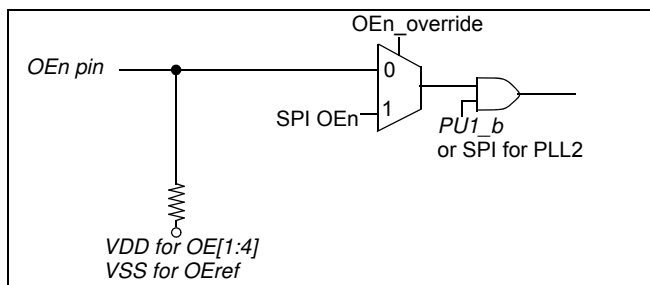 OEn_override
OEn pin
0
SPI OEn
1
PU1_b
or SPI for PLL2
VDD for OE[1:4]
VSS for OEref